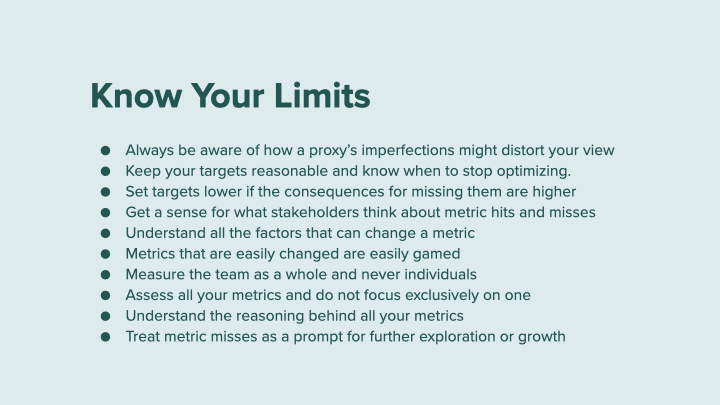 Know Your Limits
● Always be aware of how a proxy’s imperfections might distort your view
● Keep your targets reasonable and know when to stop optimizing.
● Set targets lower if the consequences for missing them are higher
● Get a sense for what stakeholders think about metric hits and misses
● Understand all the factors that can change a metric
● Metrics that are easily changed are easily gamed
● Measure the team as a whole and never individuals
● Assess all your metrics and do not focus exclusively on one
● Understand the reasoning behind all your metrics
● Treat metric misses as a prompt for further exploration or growth